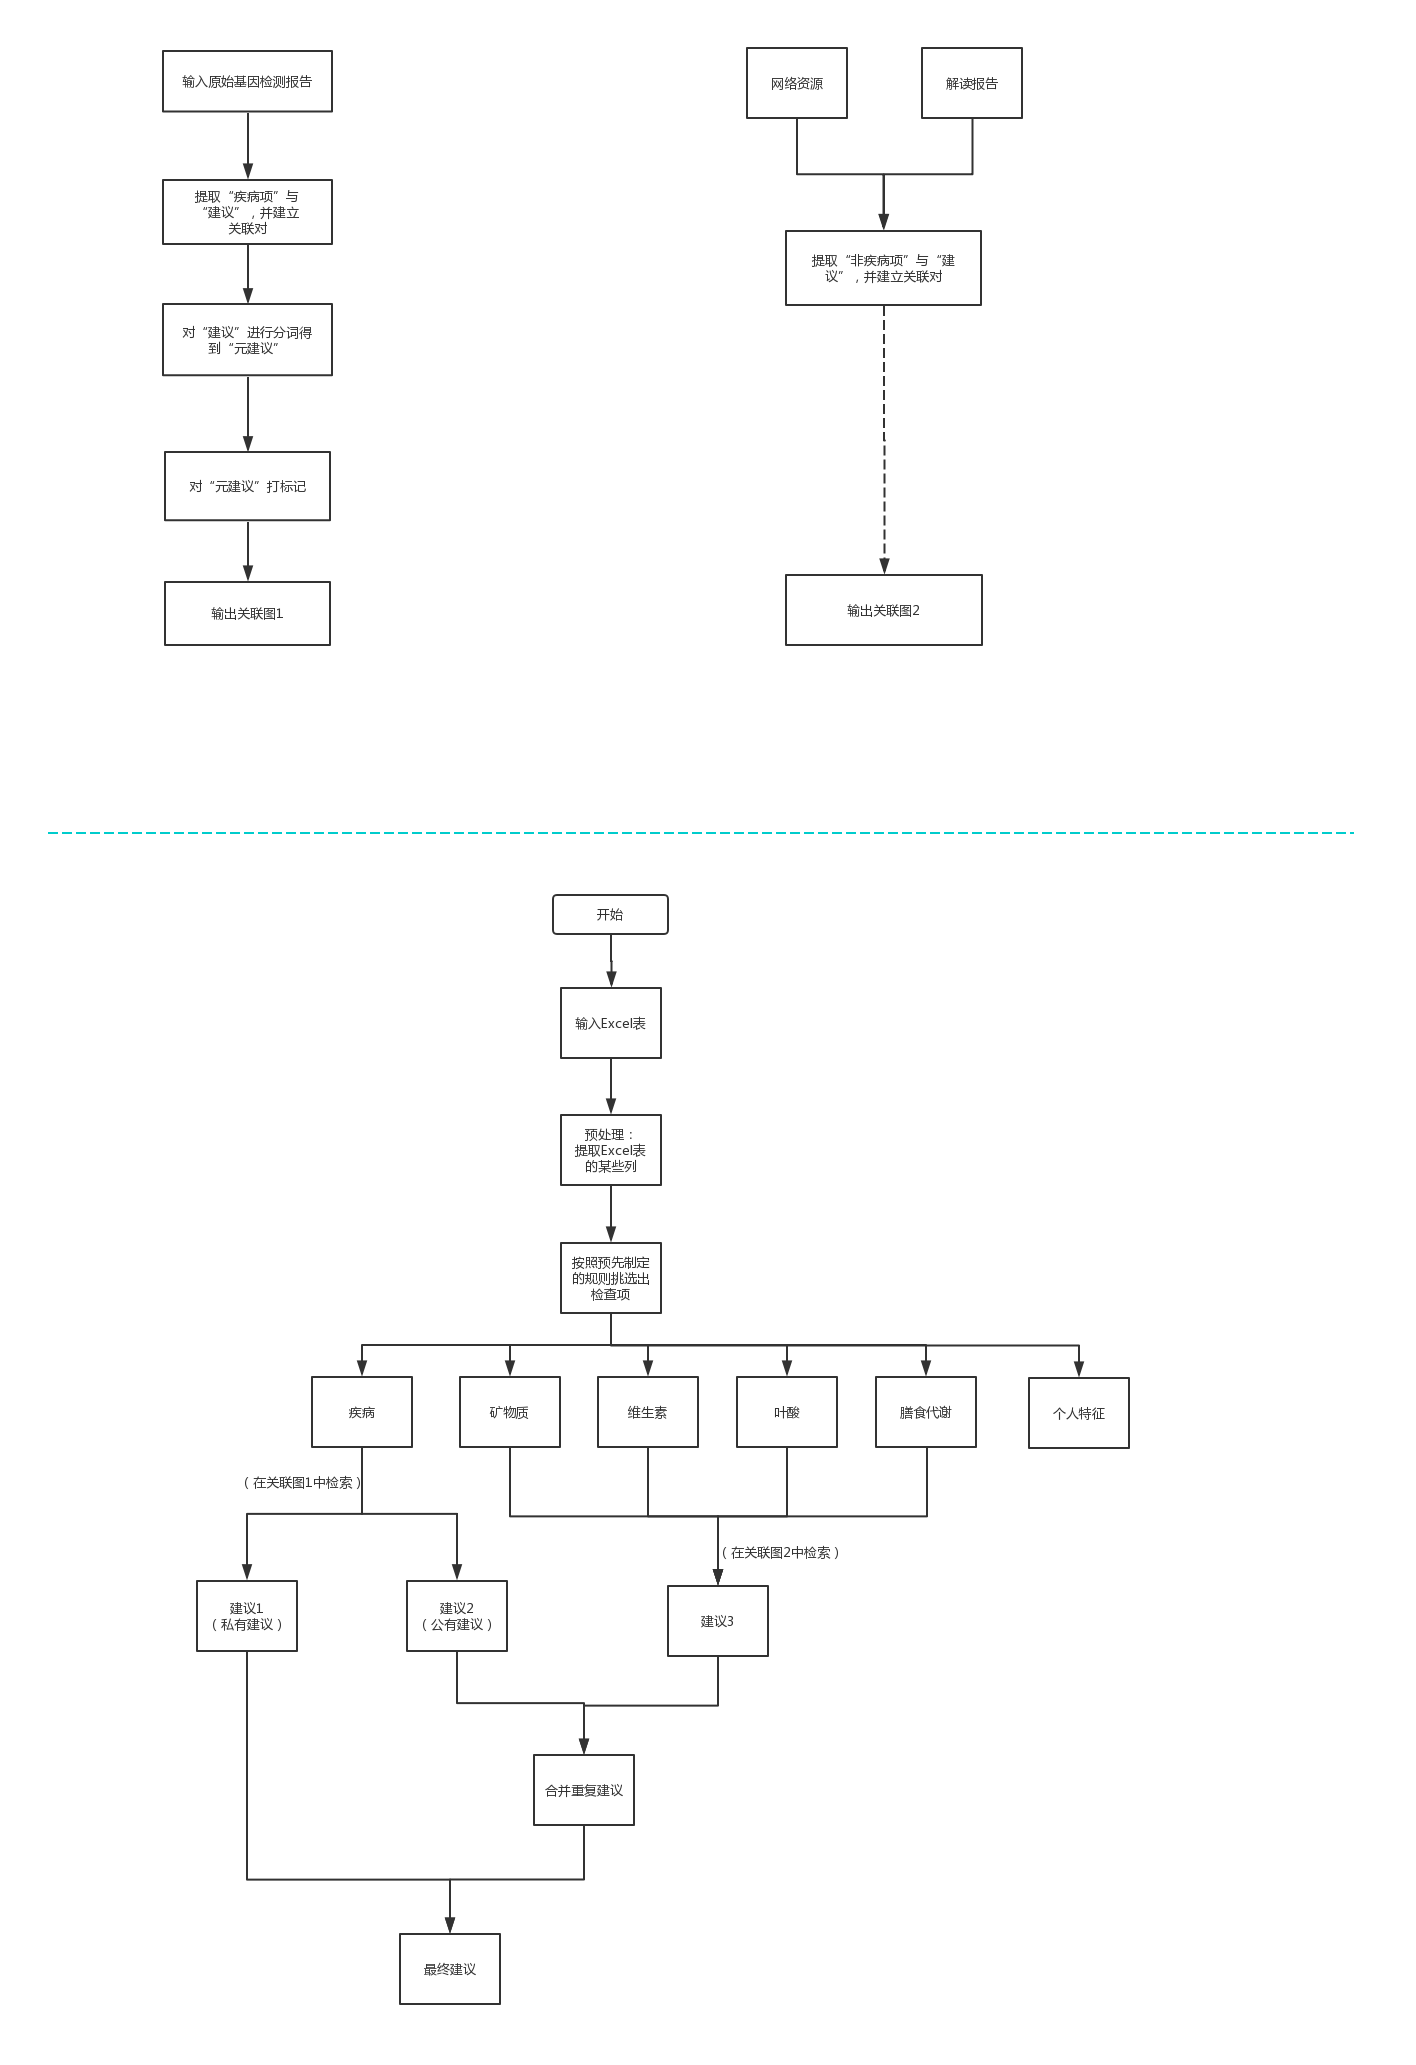 输入原始基因检测报告
提取“疾病项”与
“建议”，并建立
关联对
对“建议”进行分词得
到“元建议”
对“元建议”打标记
输出关联图1
网络资源
解读报告
提取“非疾病项”与“建
议”，并建立关联对
输出关联图2
开始
输入Excel表
预处理：
提取Excel表
的某些列
按照预先制定
的规则挑选出
检查项
疾病
矿物质
维生素
叶酸
膳食代谢
个人特征
（在关联图1中检索）
（在关联图2中检索）
建议1
（私有建议）
建议2
（公有建议）
建议3
合并重复建议
最终建议